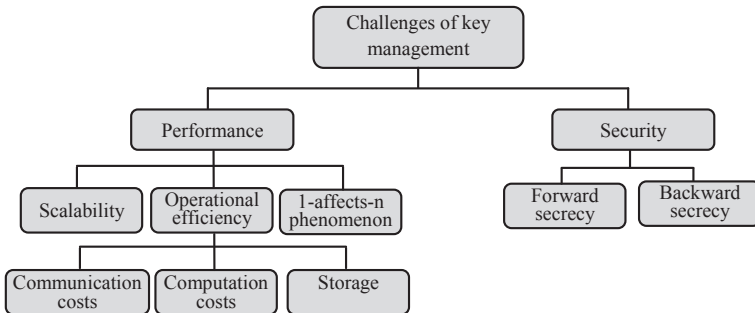 Challenges of key
management
Performance
Security
Scalability
Operational
efficiency
1-affects-n
phenomenon
Forward
secrecy
Backward
secrecy
Communication
costs
Computation
costs
Storage